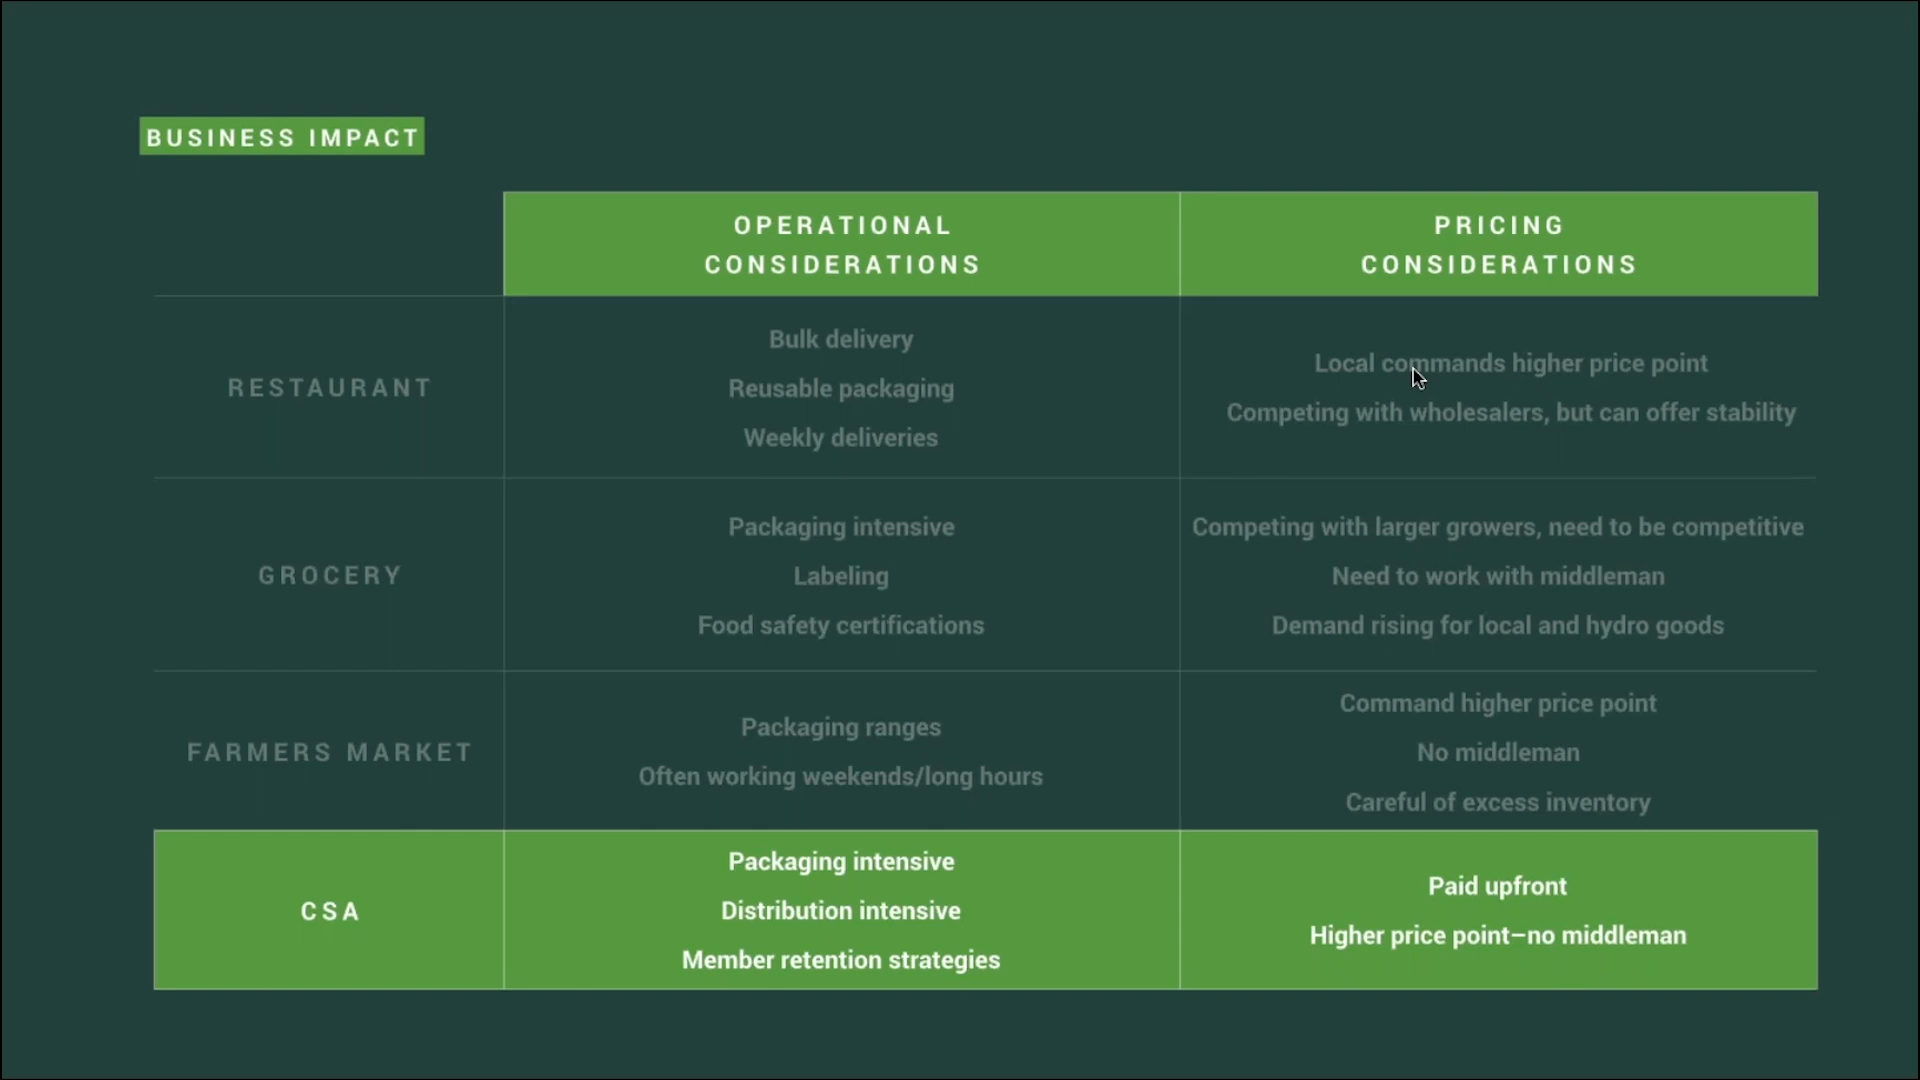 BUSINESS IMPACT
OPERATIONAL
CONSIDERATIONS
PRICING
CONSIDERATIONS
RESTAURANT
Bulk delivery
Reusable packaging
Weekly deliveries
Local commands higher price point
Competing with wholesalers, but can offer stability
GROCERY
Packaging intensive
Labeling
Food safety certifications
Competing with larger growers, need to be competitive
Need to work with middleman
Demand rising for local and hydro goods
FARMERS MARKET
Packaging ranges
Often working weekends/long hours
Command higher price point
No middleman
Careful of excess inventory
CSA
Packaging intensive
Distribution intensive
Member retention strategies
Paid upfront
Higher price point–no middleman